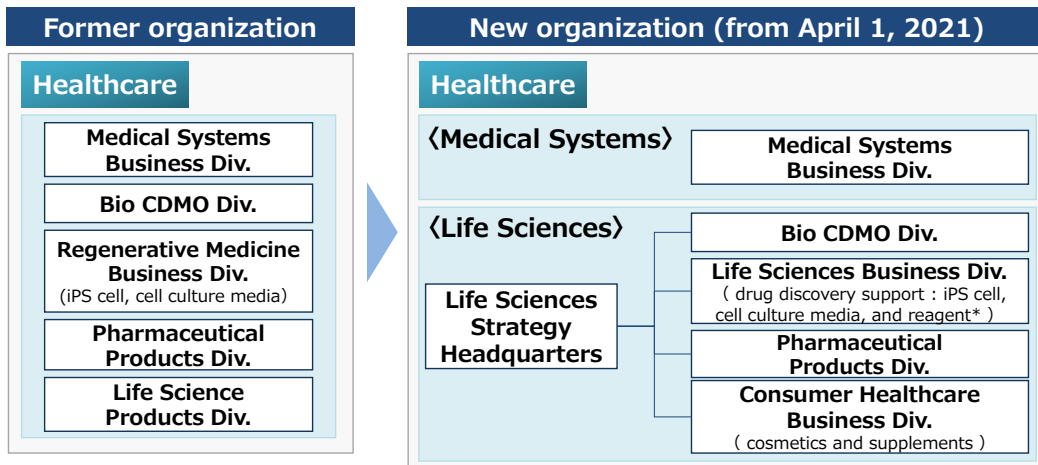 Former organization
Healthcare
Medical Systems
Business Div.
Bio CDMO Div.
Regenerative Medicine
Business Div.
(iPS cell, cell culture media)
Pharmaceutical
Products Div.
Life Science
Products Div.
New organization (from April 1, 2021)
Healthcare
〈Medical Systems〉
Medical Systems
Business Div.
〈Life Sciences〉
Life Sciences
Strategy
Headquarters
Bio CDMO Div.
Life Sciences Business Div.
( drug discovery support : iPS cell,
cell culture media, and reagent* )
Pharmaceutical
Products Div.
Consumer Healthcare
Business Div.
( cosmetics and supplements )